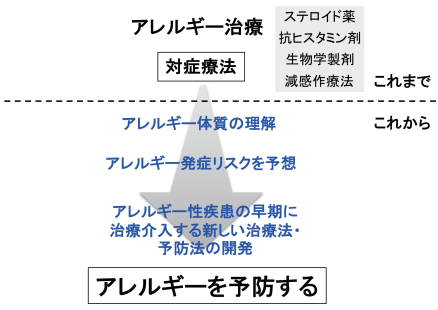 アレルギー治療
ステロイド薬
抗ヒスタミン剤
生物学製剤
減感作療法
対症療法
これまで
アレルギー体質の理解
これから
アレルギー発症リスクを予想
アレルギー性疾患の早期に
治療介入する新しい治療法・
予防法の開発
アレルギーを予防する